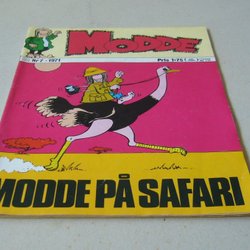 MODDE
Nr 7 - 1971
Pris 1:75
MODDE PÅ SAFARI